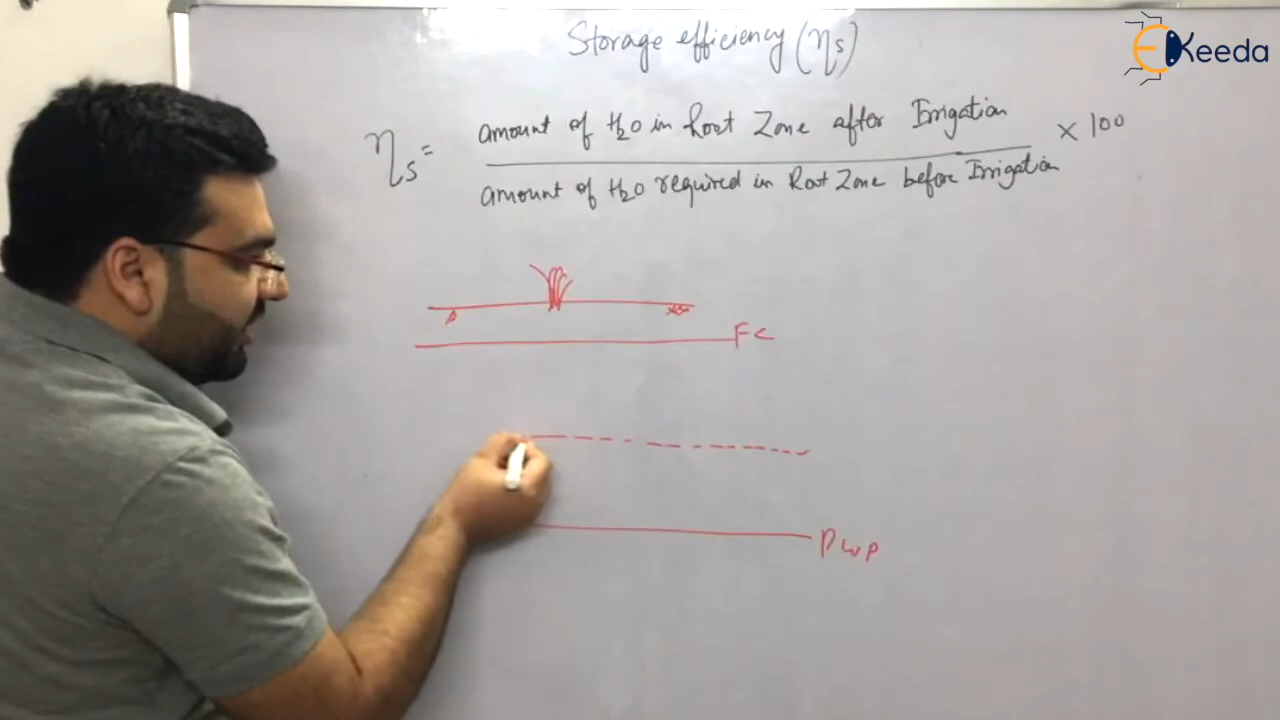 Storage efficiency (ηs)
EKeeda
ηs = amount of H2O in Root Zone after Irrigation
amount of H2O required in Root Zone before Irrigation × 100
FC
PWP